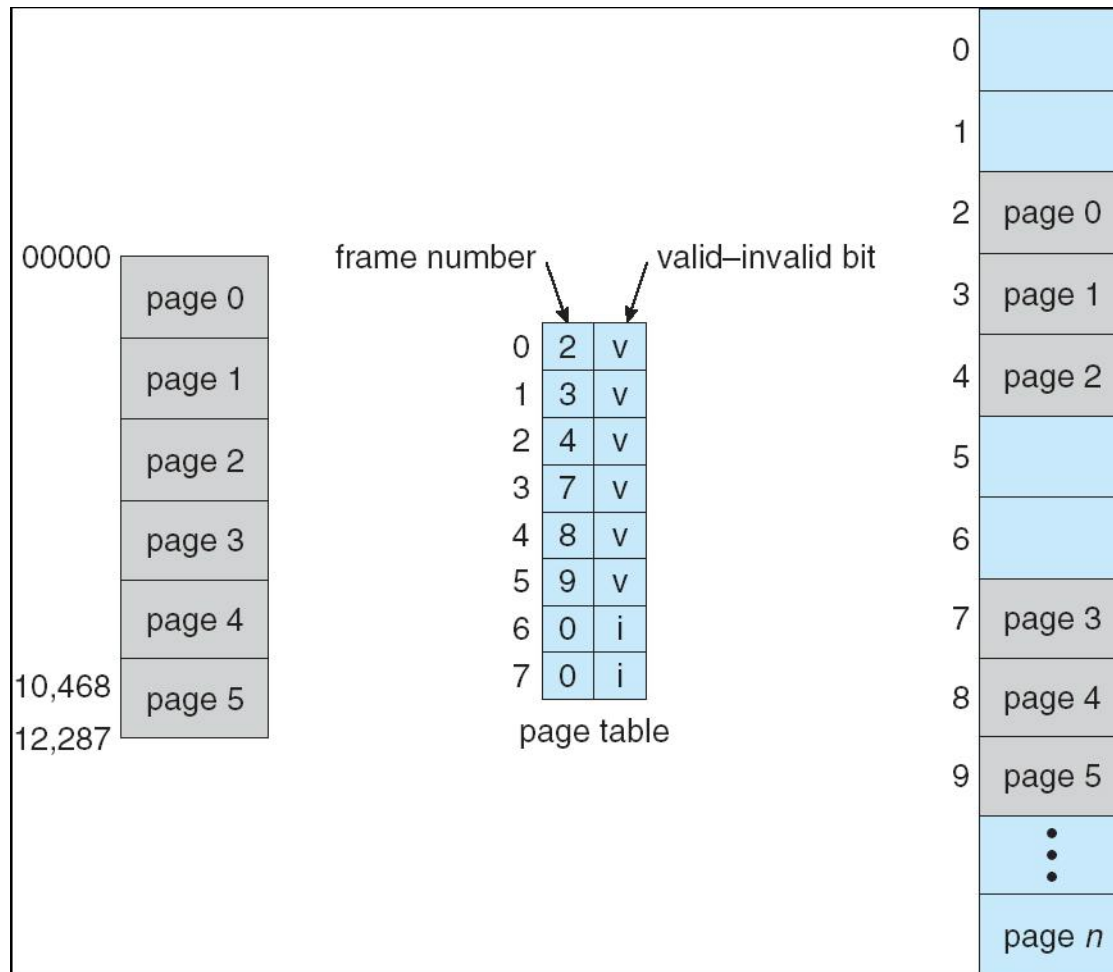 00000
page 0
page 1
page 2
page 3
page 4
10,468
page 5
12,287
frame number
valid–invalid bit
0 2 v
1 3 v
2 4 v
3 7 v
4 8 v
5 9 v
6 0 i
7 0 i
page table
0
1
2 page 0
3 page 1
4 page 2
5
6
7 page 3
8 page 4
9 page 5
page n